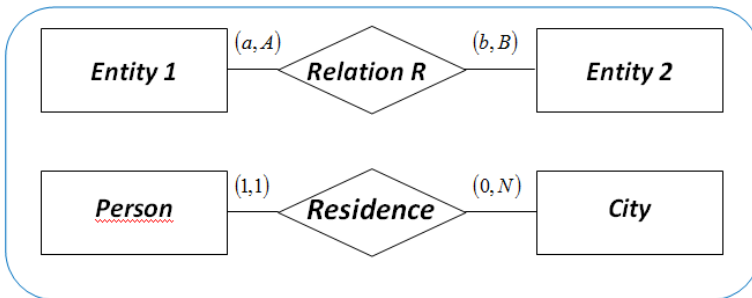 (a, A)
(b, B)
Entity 1
Relation R
Entity 2
(1,1)
(0, N)
Person
Residence
City